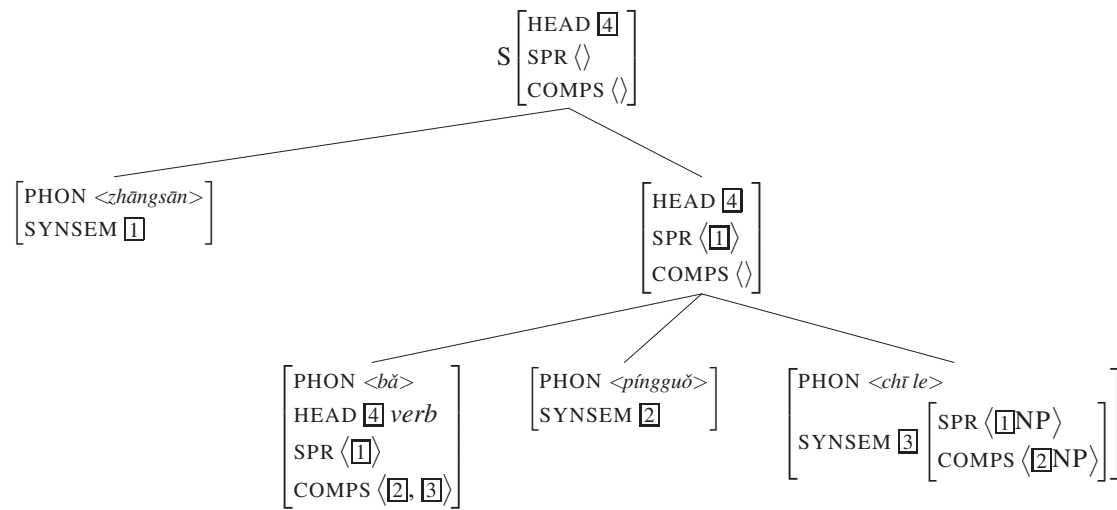 S [HEAD 4
SPR ⟨⟩
COMPS ⟨⟩]
[PHON <zhāngsān>
SYNSEM 1]
[HEAD 4
SPR ⟨1⟩
COMPS ⟨⟩]
[PHON <bǎ>
HEAD 4 verb
SPR ⟨1⟩
COMPS ⟨2, 3⟩]
[PHON <píngguǒ>
SYNSEM 2]
[PHON <chī le>
SYNSEM 3 [SPR ⟨1NP⟩
COMPS ⟨2NP⟩]]